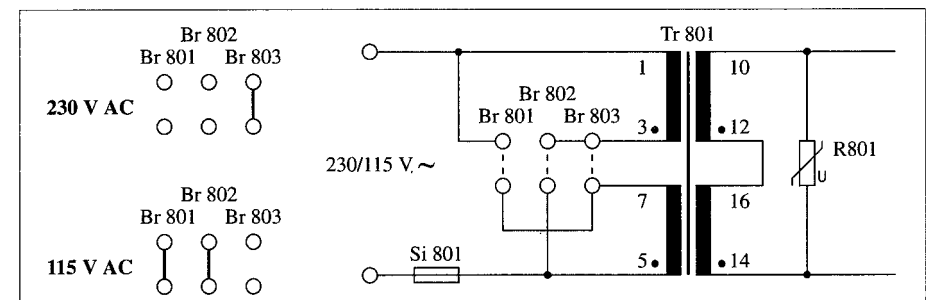 Br 802
Br 801 Br 803
230 V AC
Br 802
Br 801 Br 803
115 V AC
Tr 801
1 10
Br 802
Br 801 Br 803
3 12
230/115 V ~
R801
U
7 16
Si 801
5 14